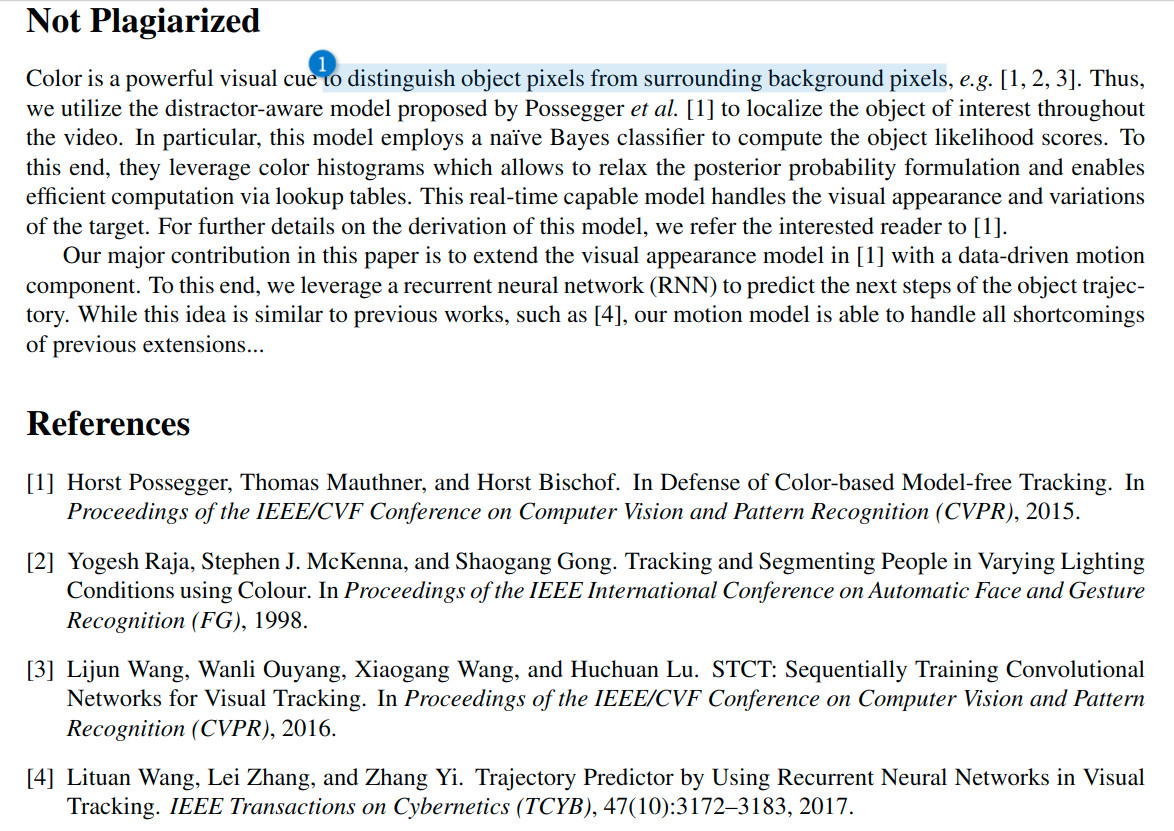 Not Plagiarized
Color is a powerful visual cue to distinguish object pixels from surrounding background pixels, e.g. [1, 2, 3]. Thus,
1
we utilize the distractor-aware model proposed by Possegger et al. [1] to localize the object of interest throughout
the video. In particular, this model employs a naïve Bayes classifier to compute the object likelihood scores. To
this end, they leverage color histograms which allows to relax the posterior probability formulation and enables
efficient computation via lookup tables. This real-time capable model handles the visual appearance and variations
of the target. For further details on the derivation of this model, we refer the interested reader to [1].
Our major contribution in this paper is to extend the visual appearance model in [1] with a data-driven motion
component. To this end, we leverage a recurrent neural network (RNN) to predict the next steps of the object trajec-
tory. While this idea is similar to previous works, such as [4], our motion model is able to handle all shortcomings
of previous extensions...
References
[1] Horst Possegger, Thomas Mauthner, and Horst Bischof. In Defense of Color-based Model-free Tracking. In
Proceedings of the IEEE/CVF Conference on Computer Vision and Pattern Recognition (CVPR), 2015.
[2] Yogesh Raja, Stephen J. McKenna, and Shaogang Gong. Tracking and Segmenting People in Varying Lighting
Conditions using Colour. In Proceedings of the IEEE International Conference on Automatic Face and Gesture
Recognition (FG), 1998.
[3] Lijun Wang, Wanli Ouyang, Xiaogang Wang, and Huchuan Lu. STCT: Sequentially Training Convolutional
Networks for Visual Tracking. In Proceedings of the IEEE/CVF Conference on Computer Vision and Pattern
Recognition (CVPR), 2016.
[4] Lituan Wang, Lei Zhang, and Zhang Yi. Trajectory Predictor by Using Recurrent Neural Networks in Visual
Tracking. IEEE Transactions on Cybernetics (TCYB), 47(10):3172–3183, 2017.